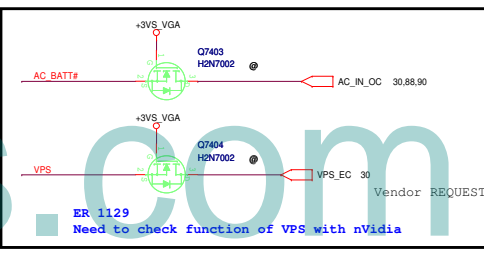 +3VS_VGA
Q7403
H2N7002 @
AC_BATT#
AC_IN_OC 30,88,90
+3VS_VGA
Q7404
H2N7002 @
VPS
VPS_EC 30
Vendor REQUEST
ER 1129
Need to check function of VPS with nVidia
s.com